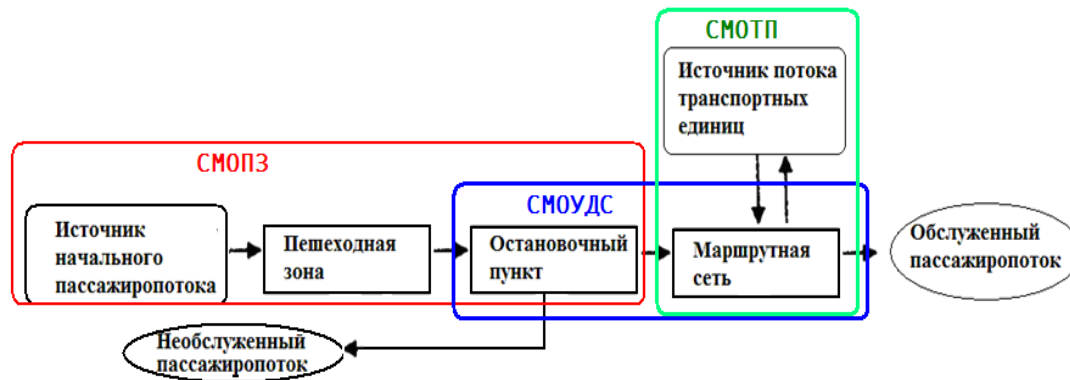 СМОТП
Источник потока
транспортных
единиц
СМОПЗ
СМОУДС
Источник
начального
пассажиропотока
Пешеходная
зона
Остановочный
пункт
Маршрутная
сеть
Обслуженный
пассажиропоток
Необслуженный
пассажиропоток